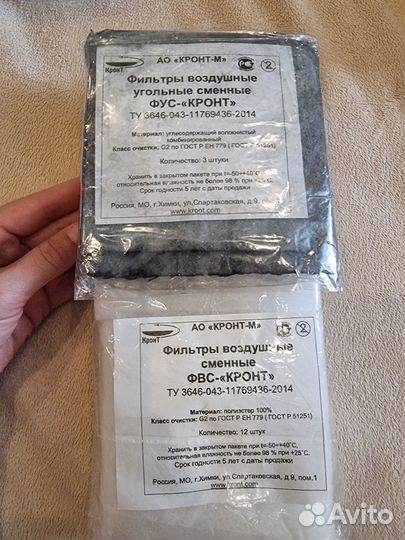 АО «КРОНТ-М»
КронТ
Фильтры воздушные
угольные сменные
ФУС-«КРОНТ»
ТУ 3646-043-11769436-2014
Материал: углесодержащий волокнистый
комбинированный
Класс очистки: G2 по ГОСТ Р ЕН 779 ( ГОСТ Р 51251)
Количество: 3 штуки
Хранить в закрытом пакете при t=-50÷+40°С,
относительная влажность не более 98 % при +25°С.
Срок годности 5 лет с даты продажи
Россия, МО, г.Химки, ул.Спартаковская, д.9, пом.1
www.kront.com
АО «КРОНТ-М»
КронТ
Фильтры воздушные
сменные
ФВС-«КРОНТ»
ТУ 3646-043-11769436-2014
Материал: полиэстер 100%
Класс очистки: G2 по ГОСТ Р ЕН 779 ( ГОСТ Р 51251)
Количество: 12 штук
Хранить в закрытом пакете при t=-50÷+40°С,
относительная влажность не более 98 % при +25°С.
Срок годности 5 лет с даты продажи
Россия, МО, г.Химки, ул.Спартаковская, д.9, пом.1
www.kront.com
Avito